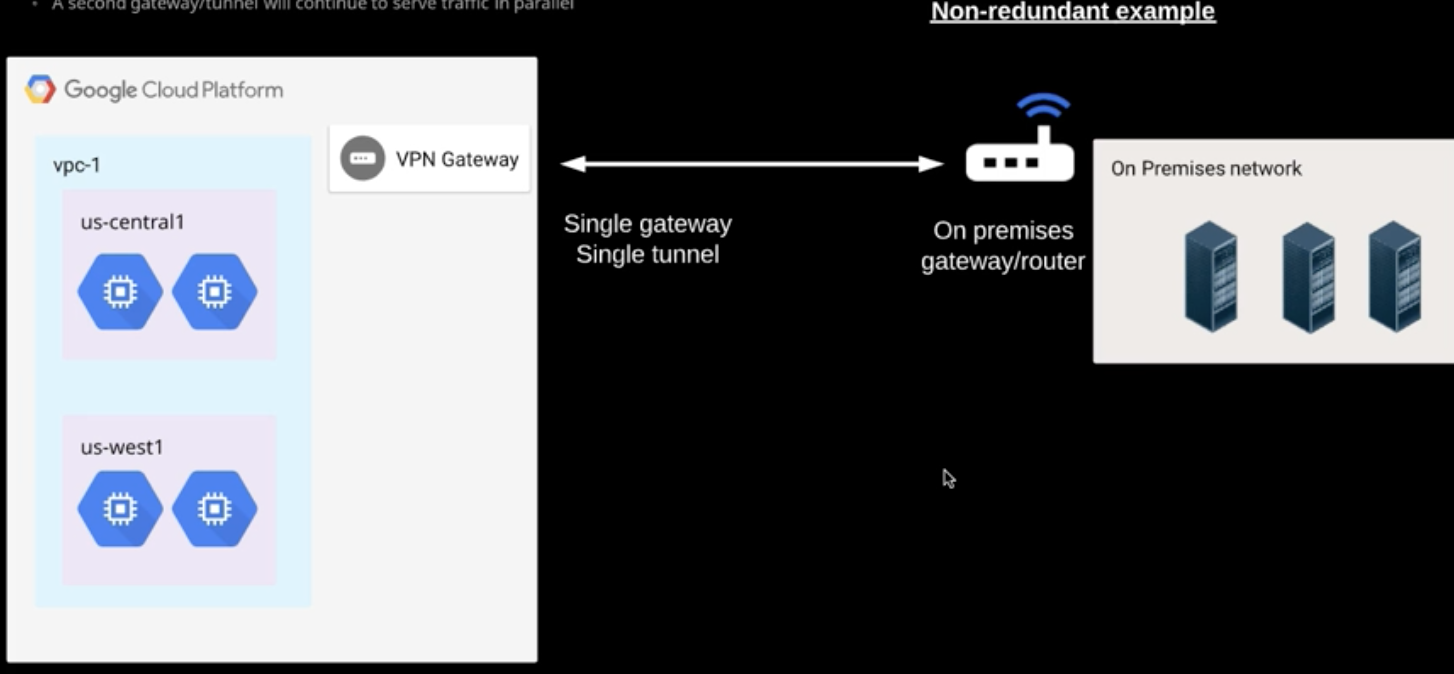 • A second gateway/tunnel will continue to serve traffic in parallel
Non-redundant example
Google Cloud Platform
vpc-1
VPN Gateway
us-central1
Single gateway
Single tunnel
On premises
gateway/router
On Premises network
us-west1